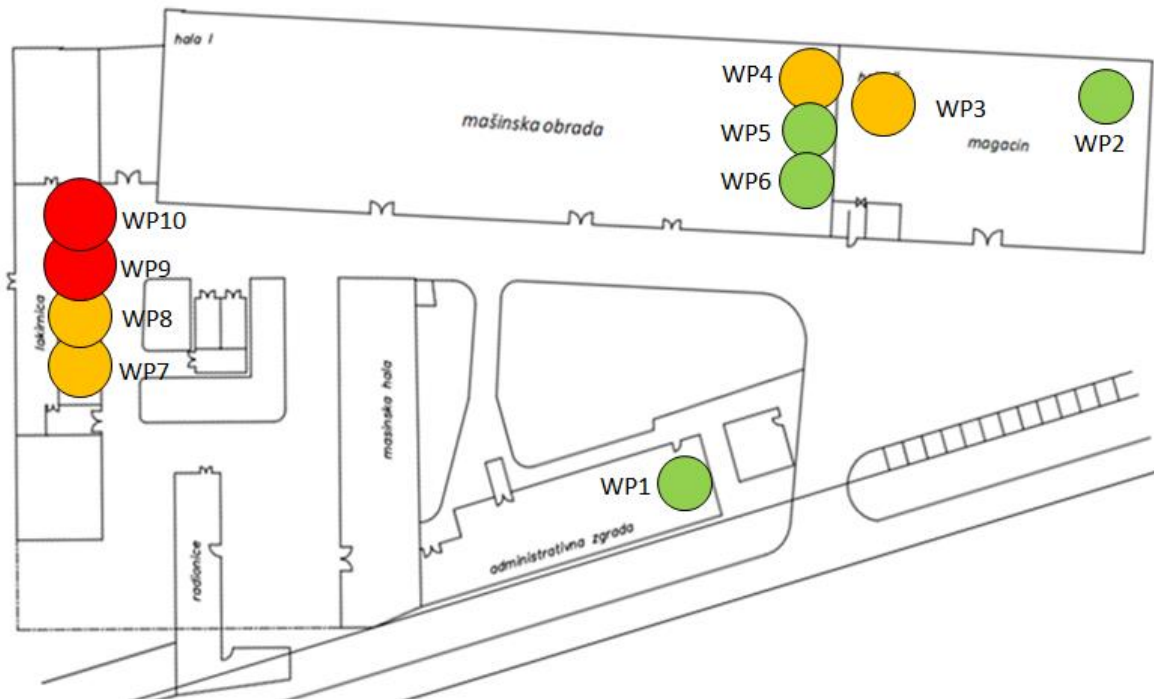 hala I
WP4
WP3
WP2
WP5
WP6
mašinska obrada
magacin
WP10
WP9
WP8
WP7
lakirnica
masinska hala
WP1
administrativna zgrada
radionice